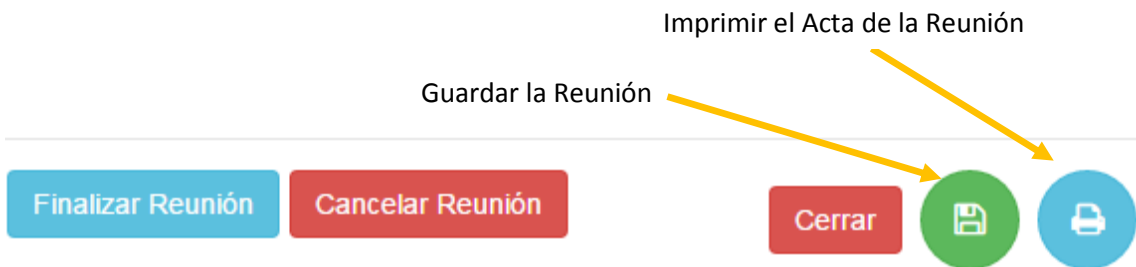 Imprimir el Acta de la Reunión
Guardar la Reunión
Finalizar Reunión
Cancelar Reunión
Cerrar